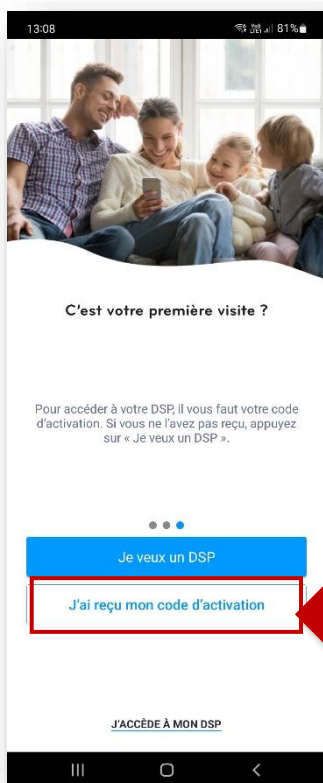 13:08
81%
C'est votre première visite ?
Pour accéder à votre DSP, il vous faut votre code
d'activation. Si vous ne l'avez pas reçu, appuyez
sur « Je veux un DSP ».
Je veux un DSP
J'ai reçu mon code d'activation
J'ACCÈDE À MON DSP